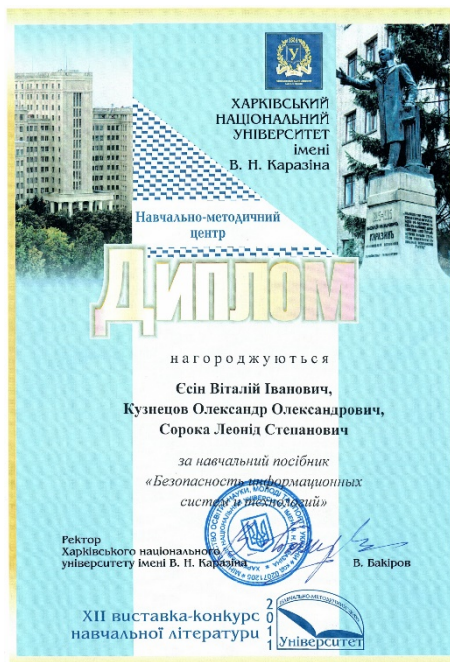 ХАРКІВСЬКИЙ
НАЦІОНАЛЬНИЙ
УНІВЕРСИТЕТ
імені
В. Н. Каразіна
Навчально-методичний
центр
Диплом
нагороджуються
Єсін Віталій Іванович,
Кузнецов Олександр Олександрович,
Сорока Леонід Степанович
за навчальний посібник
«Безопасность информационных
систем и технологий»
Ректор
Харківського національного
університету імені В. Н. Каразіна
В. Бакіров
XII виставка-конкурс
навчальної літератури
2011
Університет